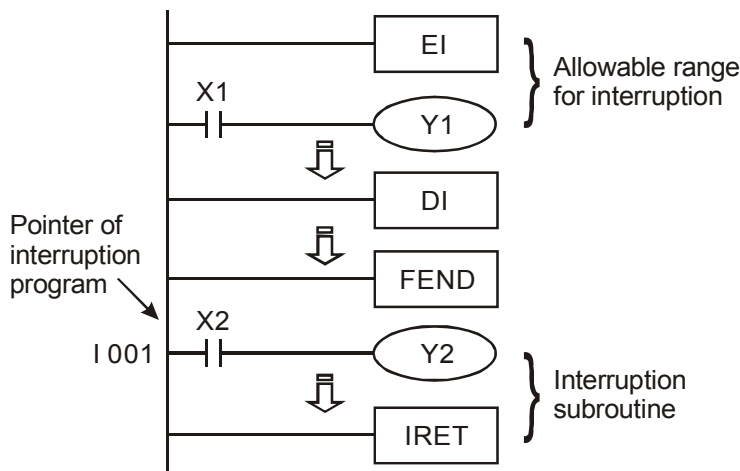 EI
Allowable range
for interruption
X1
Y1
DI
Pointer of
interruption
program
FEND
X2
I 001
Y2
Interruption
subroutine
IRET